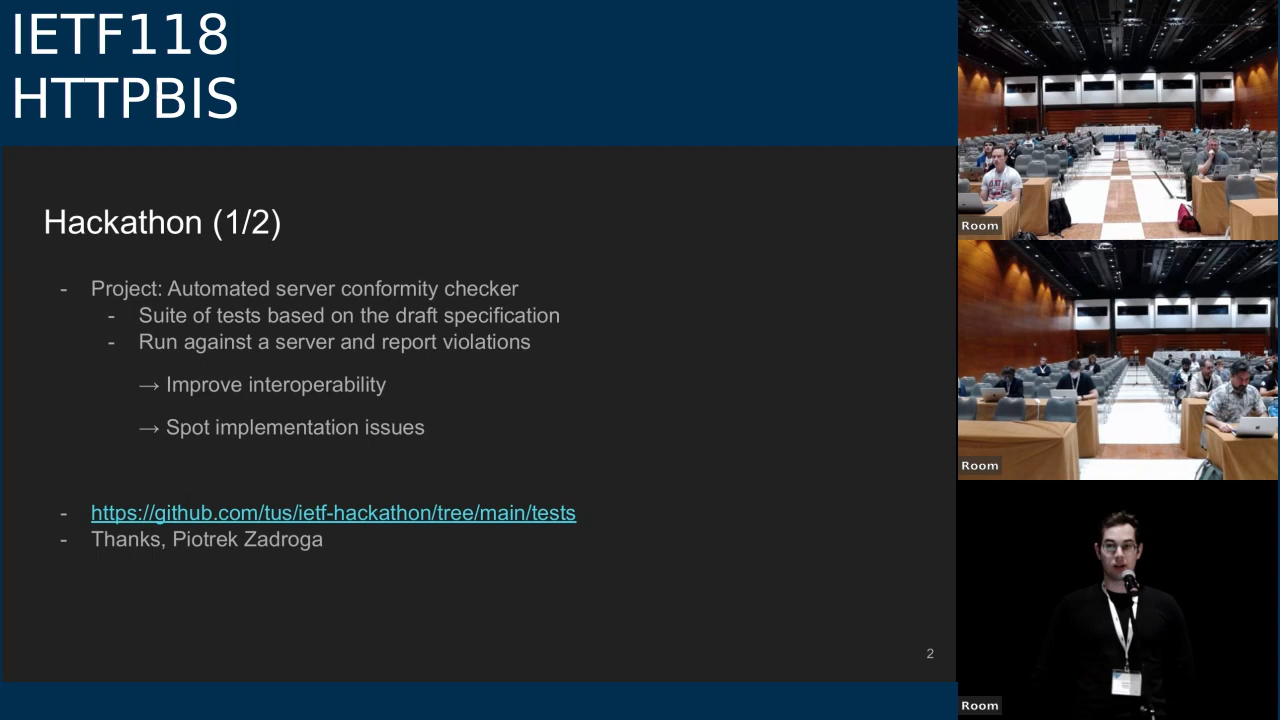 IETF118
HTTPBIS
Hackathon (1/2)
- Project: Automated server conformity checker
- Suite of tests based on the draft specification
- Run against a server and report violations
→ Improve interoperability
→ Spot implementation issues
- https://github.com/tus/ietf-hackathon/tree/main/tests
- Thanks, Piotrek Zadroga
2
Room
Room
Room